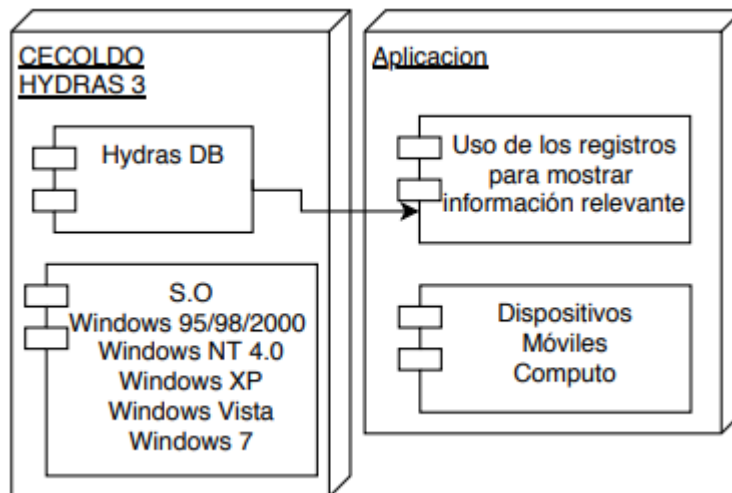 CECOLDO
HYDRAS 3
Hydras DB
S.O
Windows 95/98/2000
Windows NT 4.0
Windows XP
Windows Vista
Windows 7
Aplicacion
Uso de los registros
para mostrar
información relevante
Dispositivos
Móviles
Computo